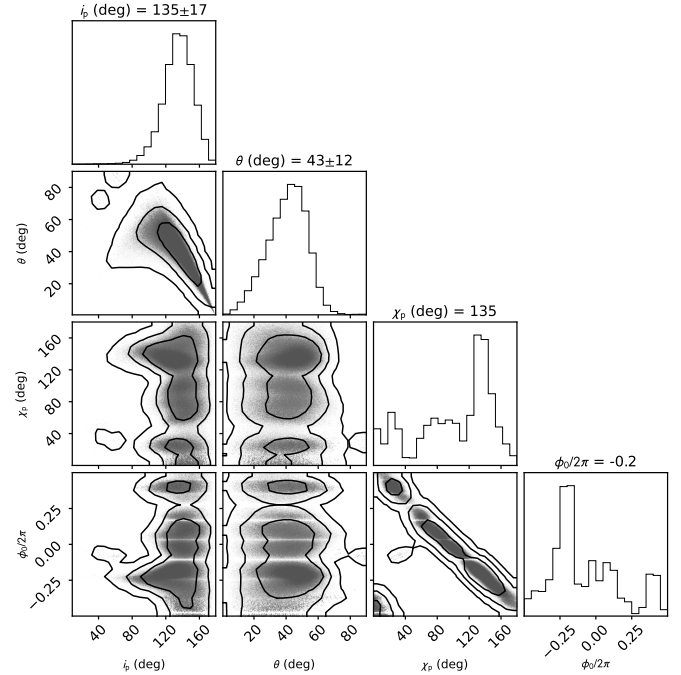 i_p (deg) = 135±17
θ (deg) = 43±12
χ_p (deg) = 135
ϕ_0/2π = -0.2
80
60
40
20
θ (deg)
160
120
80
40
χ_p (deg)
0.25
0.00
−0.25
ϕ_0/2π
40 80 120 160
20 40 60 80
40 80 120 160
−0.25 0.00 0.25
i_p (deg) θ (deg) χ_p (deg) ϕ_0/2π